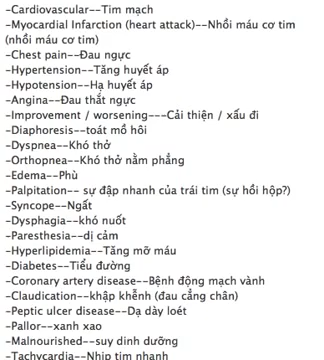 -Cardiovascular--Tim mạch
-Myocardial Infarction (heart attack)--Nhồi máu cơ tim
(nhồi máu cơ tim)
-Chest pain--Đau ngực
-Hypertension--Tăng huyết áp
-Hypotension--Hạ huyết áp
-Angina--Đau thắt ngực
-Improvement / worsening---Cải thiện / xấu đi
-Diaphoresis--toát mồ hôi
-Dyspnea--Khó thở
-Orthopnea--Khó thở nằm phẳng
-Edema--Phù
-Palpitation-- sự đập nhanh của trái tim (sự hồi hộp?)
-Syncope--Ngất
-Dysphagia--khó nuốt
-Paresthesia--dị cảm
-Hyperlipidemia--Tăng mỡ máu
-Diabetes--Tiểu đường
-Coronary artery disease--Bệnh động mạch vành
-Claudication--khập khễnh (đau cẳng chân)
-Peptic ulcer disease--Dạ dày loét
-Pallor--xanh xao
-Malnourished--suy dinh dưỡng
-Tachycardia--Nhịp tim nhanh